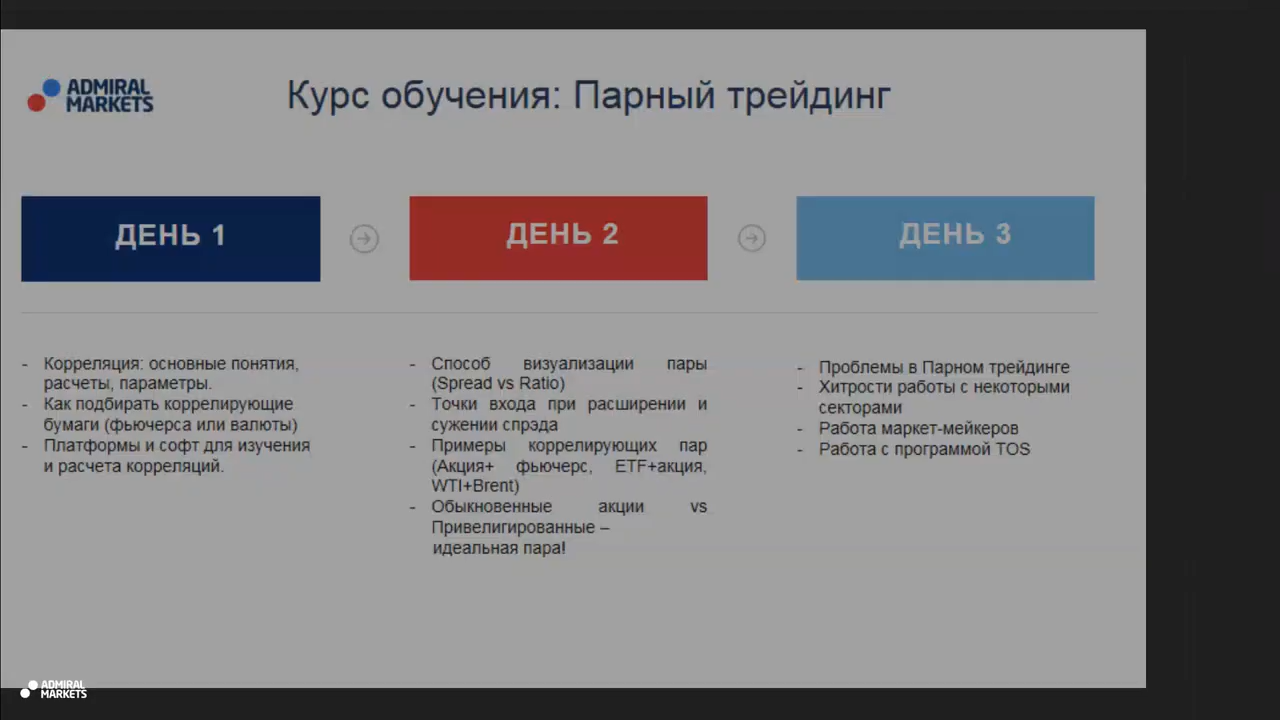 ADMIRAL
MARKETS
Курс обучения: Парный трейдинг
ДЕНЬ 1
ДЕНЬ 2
ДЕНЬ 3
- Корреляция: основные понятия,
расчеты, параметры.
- Как подбирать коррелирующие
бумаги (фьючерса или валюты)
- Платформы и софт для изучения
и расчета корреляций.
- Способ визуализации пары
(Spread vs Ratio)
- Точки входа при расширении и
сужении спрэда
- Примеры коррелирующих пар
(Акция+ фьючерс, ETF+акция,
WTI+Brent)
- Обыкновенные акции vs
Привелигированные –
идеальная пара!
- Проблемы в Парном трейдинге
- Хитрости работы с некоторыми
секторами
- Работа маркет-мейкеров
- Работа с программой TOS
ADMIRAL
MARKETS